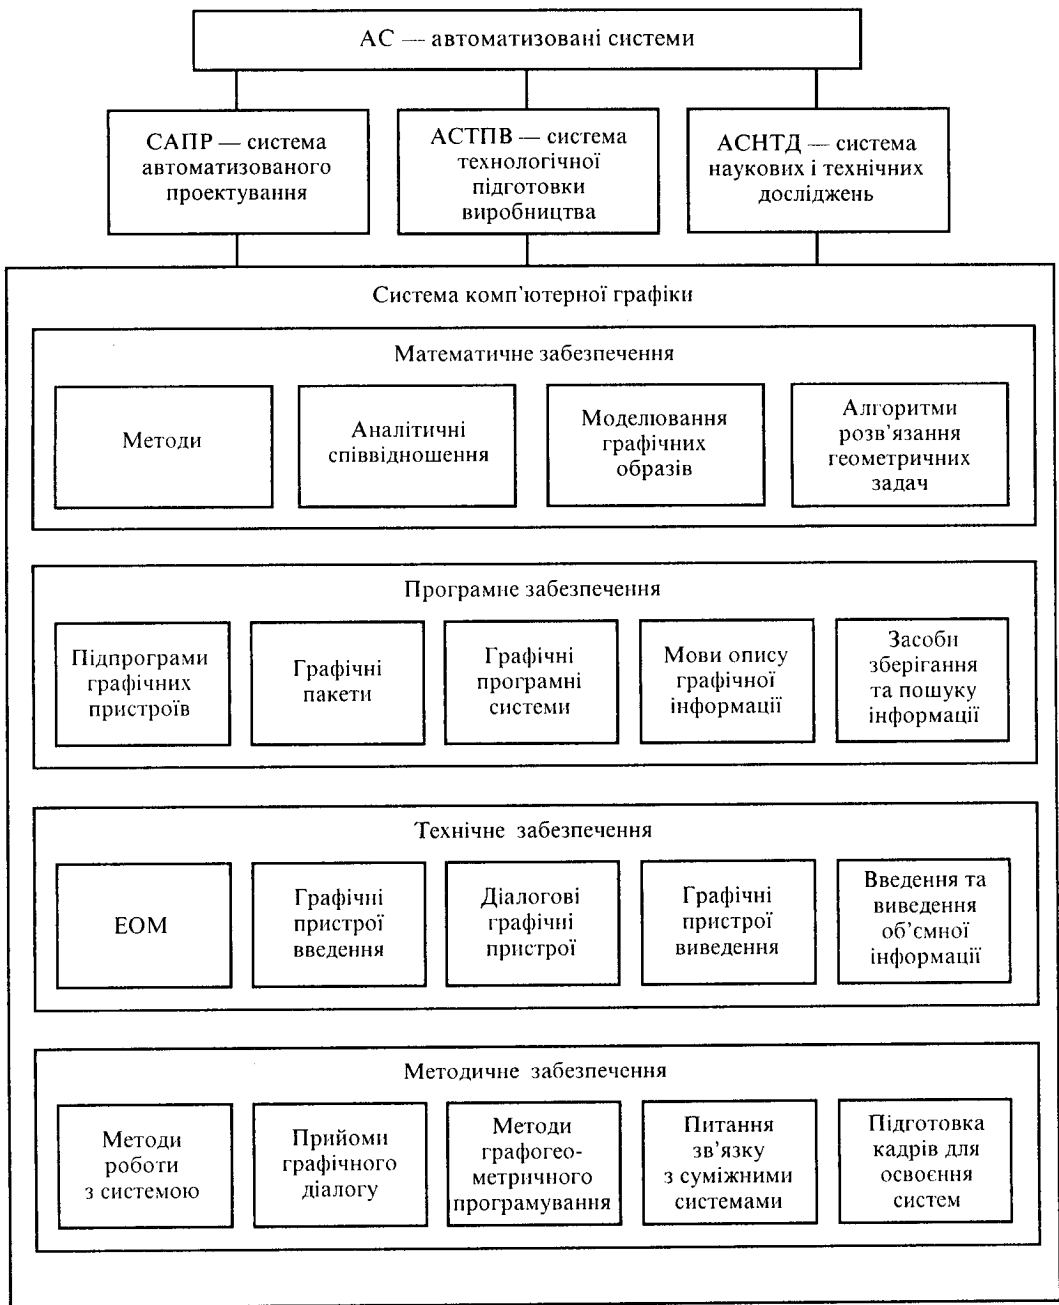 АС — автоматизовані системи
САПР — система
автоматизованого
проектування
АСТПВ — система
технологічної
підготовки
виробництва
АСНТД — система
наукових і технічних
досліджень
Система комп'ютерної графіки
Математичне забезпечення
Методи
Аналітичні
співвідношення
Моделювання
графічних
образів
Алгоритми
розв'язання
геометричних
задач
Програмне забезпечення
Підпрограми
графічних
пристроїв
Графічні
пакети
Графічні
програмні
системи
Мови опису
графічної
інформації
Засоби
зберігання
та пошуку
інформації
Технічне забезпечення
ЕОМ
Графічні
пристрої
введення
Діалогові
графічні
пристрої
Графічні
пристрої
виведення
Введення та
виведення
об'ємної
інформації
Методичне забезпечення
Методи
роботи
з системою
Прийоми
графічного
діалогу
Методи
графогео-
метричного
програмування
Питання
зв'язку
з суміжними
системами
Підготовка
кадрів для
освоєння
систем